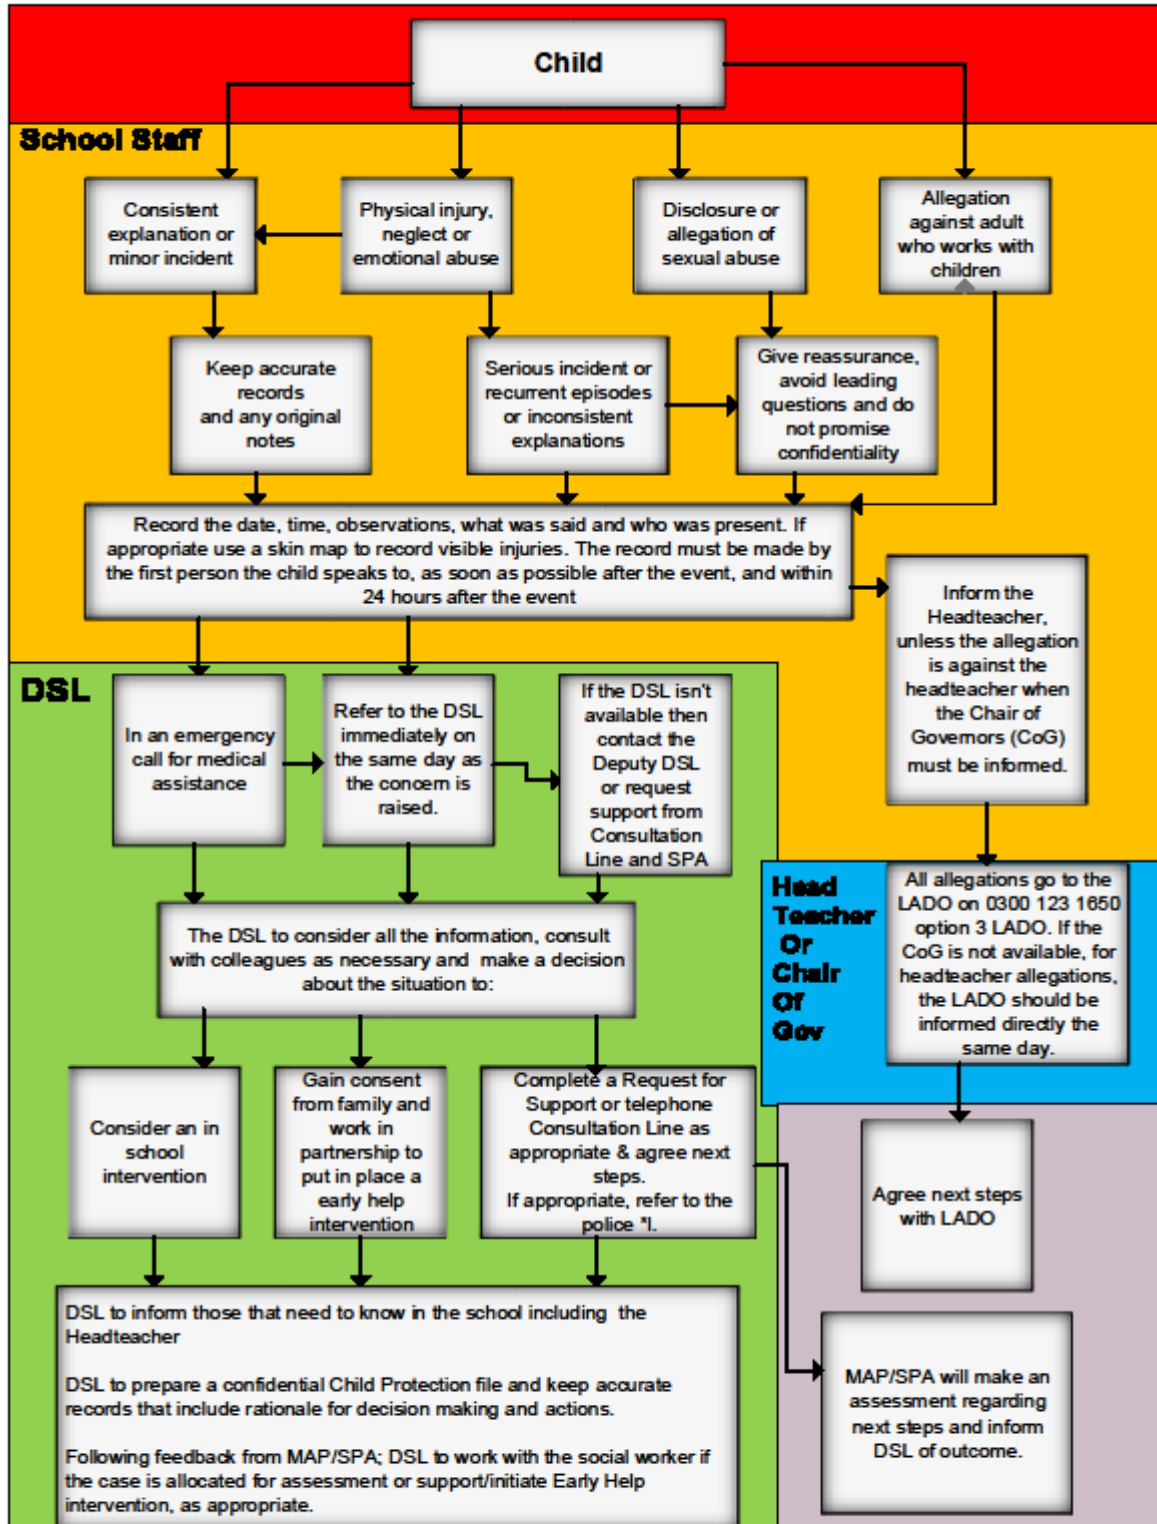 Child
School Staff
Consistent
explanation or
minor incident
Physical injury,
neglect or
emotional abuse
Disclosure or
allegation of
sexual abuse
Allegation
against adult
who works with
children
Keep accurate
records
and any original
notes
Serious incident or
recurrent episodes
or inconsistent
explanations
Give reassurance,
avoid leading
questions and do
not promise
confidentiality
Record the date, time, observations, what was said and who was present. If
appropriate use a skin map to record visible injuries. The record must be made by
the first person the child speaks to, as soon as possible after the event, and within
24 hours after the event
Inform the
Headteacher,
unless the allegation
is against the
headteacher when
the Chair of
Governors (CoG)
must be informed.
DSL
In an emergency
call for medical
assistance
Refer to the DSL
immediately on
the same day as
the concern is
raised.
If the DSL isn't
available then
contact the
Deputy DSL
or request
support from
Consultation
Line and SPA
Head
Teacher
Or
Chair
Of
Gov
All allegations go to the
LADO on 0300 123 1650
option 3 LADO. If the
CoG is not available, for
headteacher allegations,
the LADO should be
informed directly the
same day.
The DSL to consider all the information, consult
with colleagues as necessary and make a decision
about the situation to:
Consider an in
school
intervention
Gain consent
from family and
work in
partnership to
put in place a
early help
intervention
Complete a Request for
Support or telephone
Consultation Line as
appropriate & agree next
steps.
If appropriate, refer to the
police *I.
Agree next steps
with LADO
DSL to inform those that need to know in the school including the
Headteacher
DSL to prepare a confidential Child Protection file and keep accurate
records that include rationale for decision making and actions.
Following feedback from MAP/SPA; DSL to work with the social worker if
the case is allocated for assessment or support/initiate Early Help
intervention, as appropriate.
MAP/SPA will make an
assessment regarding
next steps and inform
DSL of outcome.